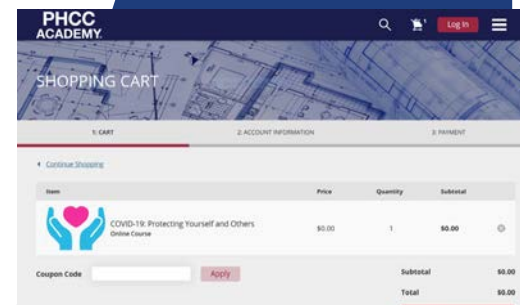 PHCC
ACADEMY.
1
Log In
SHOPPING CART
1: CART 2: ACCOUNT INFORMATION 3: PAYMENT
Continue Shopping
Item Price Quantity Subtotal
COVID-19: Protecting Yourself and Others
Online Course
$0.00 1 $0.00
Coupon Code Apply
Subtotal $0.00
Total $0.00